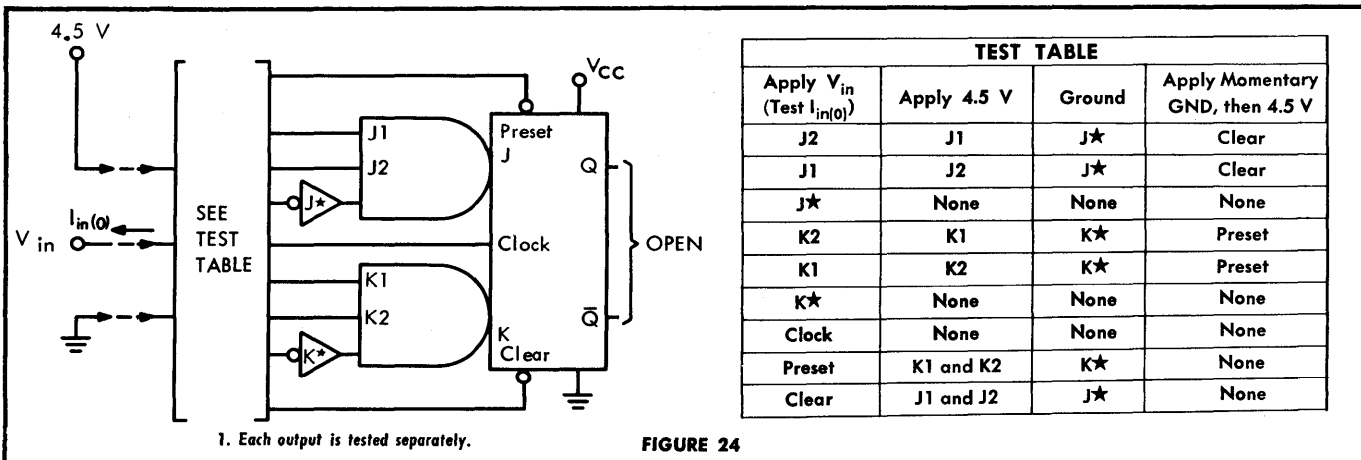 4.5 V
V_CC
I_in(0)
V_in
SEE
TEST
TABLE
J1
J2
J★
K1
K2
K★
Preset
J
Clock
K
Clear
Q
Q̅
OPEN
TEST TABLE
Apply V_in (Test I_in(0)) Apply 4.5 V Ground Apply Momentary GND, then 4.5 V
J2 J1 J★ Clear
J1 J2 J★ Clear
J★ None None None
K2 K1 K★ Preset
K1 K2 K★ Preset
K★ None None None
Clock None None None
Preset K1 and K2 K★ None
Clear J1 and J2 J★ None
1. Each output is tested separately.
FIGURE 24